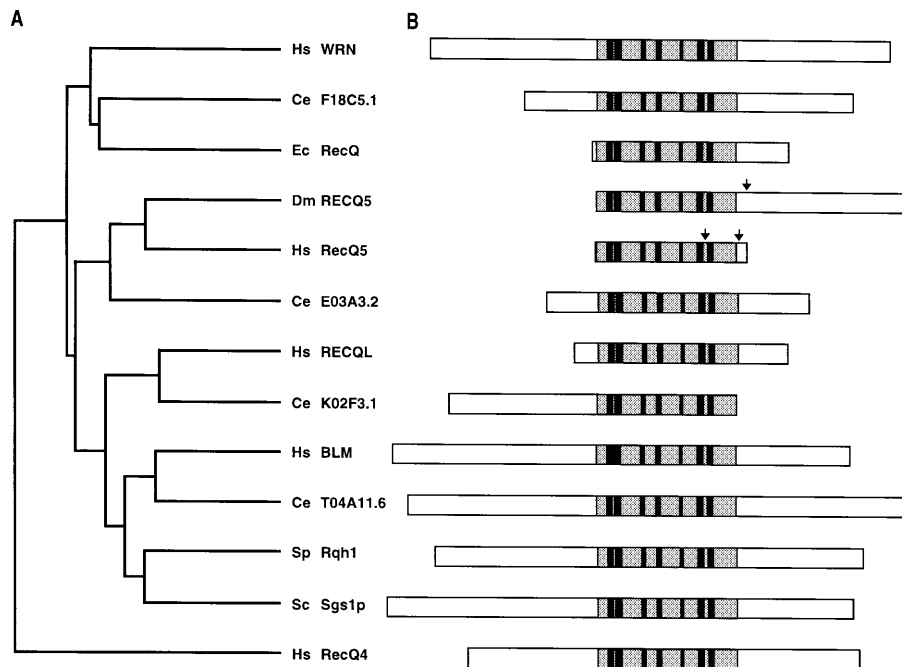 A
B
Hs WRN
Ce F18C5.1
Ec RecQ
Dm RECQ5
Hs RecQ5
Ce E03A3.2
Hs RECQL
Ce K02F3.1
Hs BLM
Ce T04A11.6
Sp Rqh1
Sc Sgs1p
Hs RecQ4